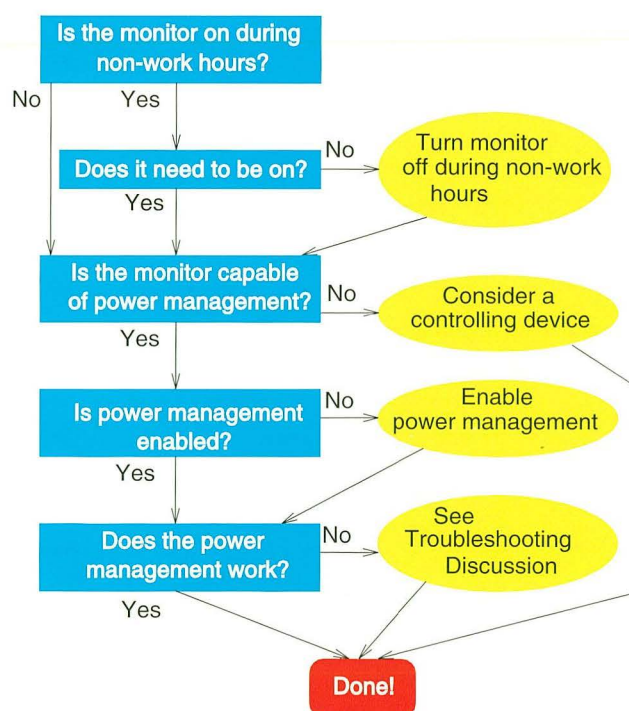 Is the monitor on during
non-work hours?
No
Yes
Does it need to be on?
No
Turn monitor
off during non-work
hours
Yes
Is the monitor capable
of power management?
No
Consider a
controlling device
Yes
Is power management
enabled?
No
Enable
power management
Yes
Does the power
management work?
No
See
Troubleshooting
Discussion
Yes
Done!